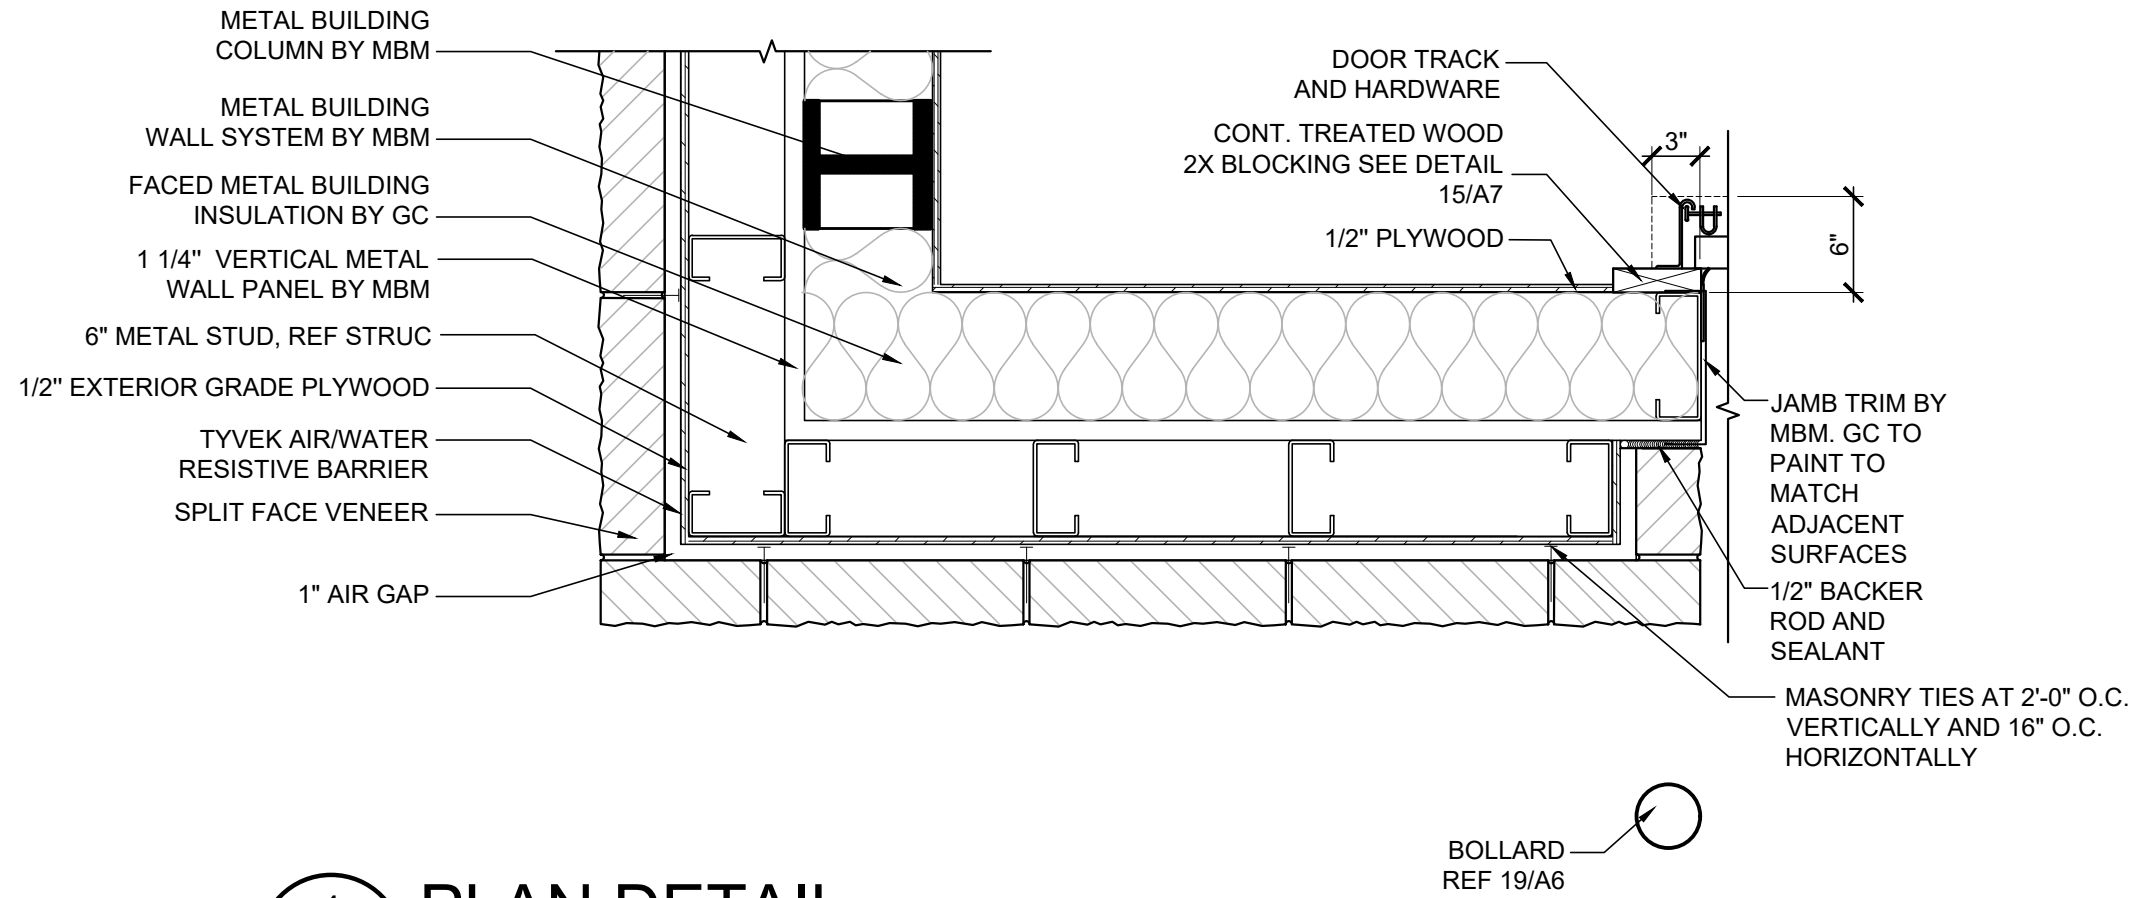 METAL BUILDING
COLUMN BY MBM
METAL BUILDING
WALL SYSTEM BY MBM
FACED METAL BUILDING
INSULATION BY GC
1 1/4" VERTICAL METAL
WALL PANEL BY MBM
6" METAL STUD, REF STRUC
1/2" EXTERIOR GRADE PLYWOOD
TYVEK AIR/WATER
RESISTIVE BARRIER
SPLIT FACE VENEER
1" AIR GAP
DOOR TRACK
AND HARDWARE
CONT. TREATED WOOD
2X BLOCKING SEE DETAIL
15/A7
1/2" PLYWOOD
3"
6"
JAMB TRIM BY
MBM. GC TO
PAINT TO
MATCH
ADJACENT
SURFACES
1/2" BACKER
ROD AND
SEALANT
MASONRY TIES AT 2'-0" O.C.
VERTICALLY AND 16" O.C.
HORIZONTALLY
BOLLARD
REF 19/A6
PLAN DETAIL